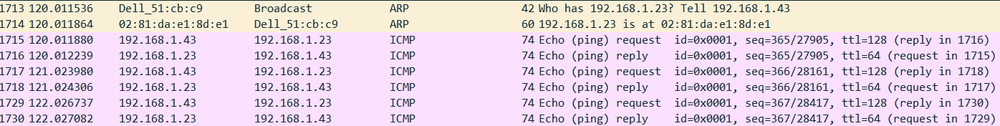 1713 120.011536 Dell_51:cb:c9 Broadcast ARP 42 Who has 192.168.1.23? Tell 192.168.1.43
1714 120.011864 02:81:da:e1:8d:e1 Dell_51:cb:c9 ARP 60 192.168.1.23 is at 02:81:da:e1:8d:e1
1715 120.011880 192.168.1.43 192.168.1.23 ICMP 74 Echo (ping) request id=0x0001, seq=365/27905, ttl=128 (reply in 1716)
1716 120.012239 192.168.1.23 192.168.1.43 ICMP 74 Echo (ping) reply id=0x0001, seq=365/27905, ttl=64 (request in 1715)
1717 121.023980 192.168.1.43 192.168.1.23 ICMP 74 Echo (ping) request id=0x0001, seq=366/28161, ttl=128 (reply in 1718)
1718 121.024306 192.168.1.23 192.168.1.43 ICMP 74 Echo (ping) reply id=0x0001, seq=366/28161, ttl=64 (request in 1717)
1729 122.026737 192.168.1.43 192.168.1.23 ICMP 74 Echo (ping) request id=0x0001, seq=367/28417, ttl=128 (reply in 1730)
1730 122.027082 192.168.1.23 192.168.1.43 ICMP 74 Echo (ping) reply id=0x0001, seq=367/28417, ttl=64 (request in 1729)